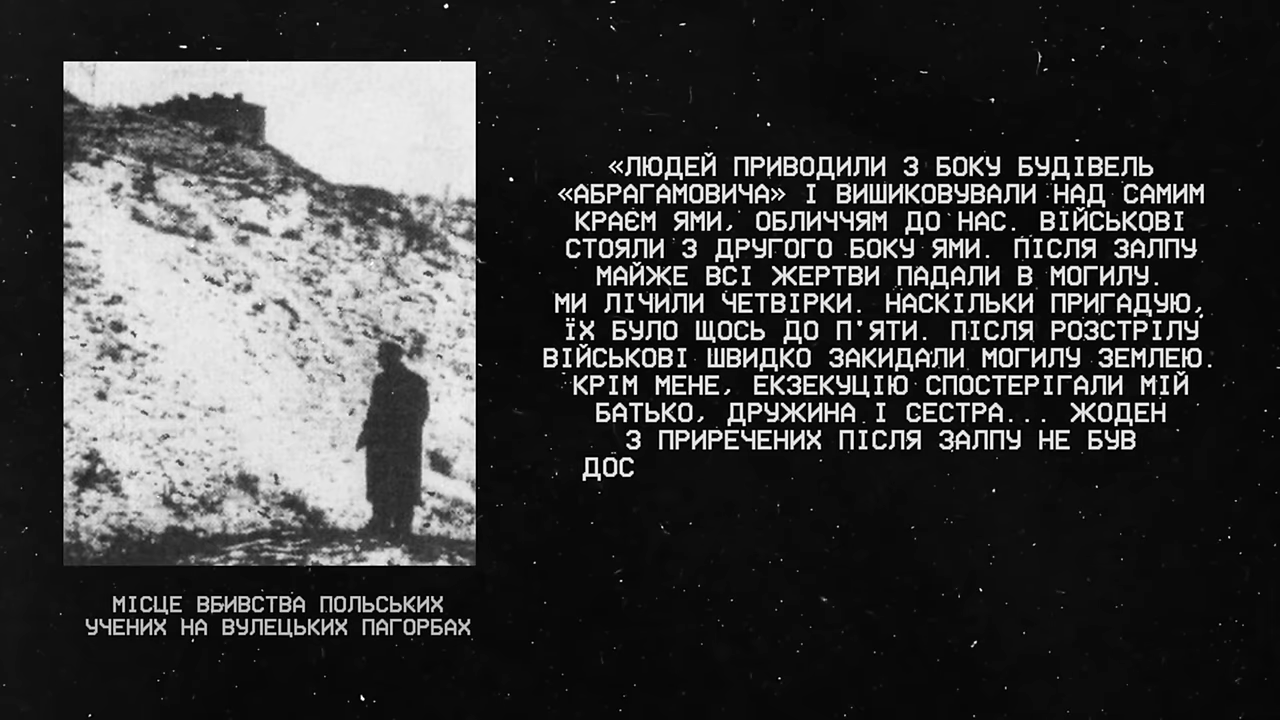 «ЛЮДЕЙ ПРИВОДИЛИ З БОКУ БУДІВЕЛЬ
«АБРАГАМОВИЧА» І ВИШИКОВУВАЛИ НАД САМИМ
КРАЄМ ЯМИ, ОБЛИЧЧЯМ ДО НАС. ВІЙСЬКОВІ
СТОЯЛИ З ДРУГОГО БОКУ ЯМИ. ПІСЛЯ ЗАЛПУ
МАЙЖЕ ВСІ ЖЕРТВИ ПАДАЛИ В МОГИЛУ.
МИ ЛІЧИЛИ ЧЕТВІРКИ. НАСКІЛЬКИ ПРИГАДУЮ,
ЇХ БУЛО ЩОСЬ ДО П'ЯТИ. ПІСЛЯ РОЗСТРІЛУ
ВІЙСЬКОВІ ШВИДКО ЗАКИДАЛИ МОГИЛУ ЗЕМЛЕЮ.
КРІМ МЕНЕ, ЕКЗЕКУЦІЮ СПОСТЕРІГАЛИ МІЙ
БАТЬКО, ДРУЖИНА І СЕСТРА... ЖОДЕН
З ПРИРЕЧЕНИХ ПІСЛЯ ЗАЛПУ НЕ БУВ
ДОС
МІСЦЕ ВБИВСТВА ПОЛЬСЬКИХ
УЧЕНИХ НА ВУЛЕЦЬКИХ ПАГОРБАХ